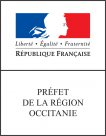 Liberté • Égalité • Fraternité
RÉPUBLIQUE FRANÇAISE
PRÉFET
DE LA RÉGION
OCCITANIE